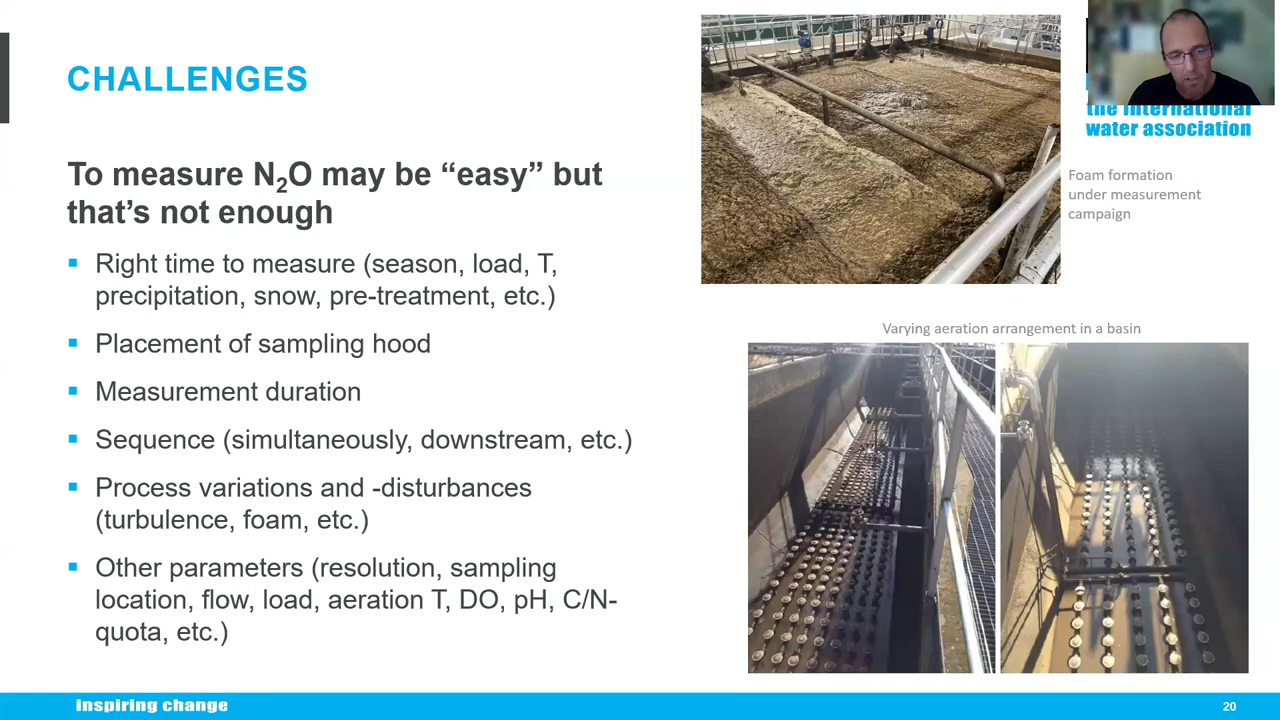 CHALLENGES
To measure N₂O may be “easy” but
that’s not enough
▪ Right time to measure (season, load, T,
precipitation, snow, pre-treatment, etc.)
▪ Placement of sampling hood
▪ Measurement duration
▪ Sequence (simultaneously, downstream, etc.)
▪ Process variations and -disturbances
(turbulence, foam, etc.)
▪ Other parameters (resolution, sampling
location, flow, load, aeration T, DO, pH, C/N-
quota, etc.)
the international
water association
Foam formation
under measurement
campaign
Varying aeration arrangement in a basin
inspiring change
20